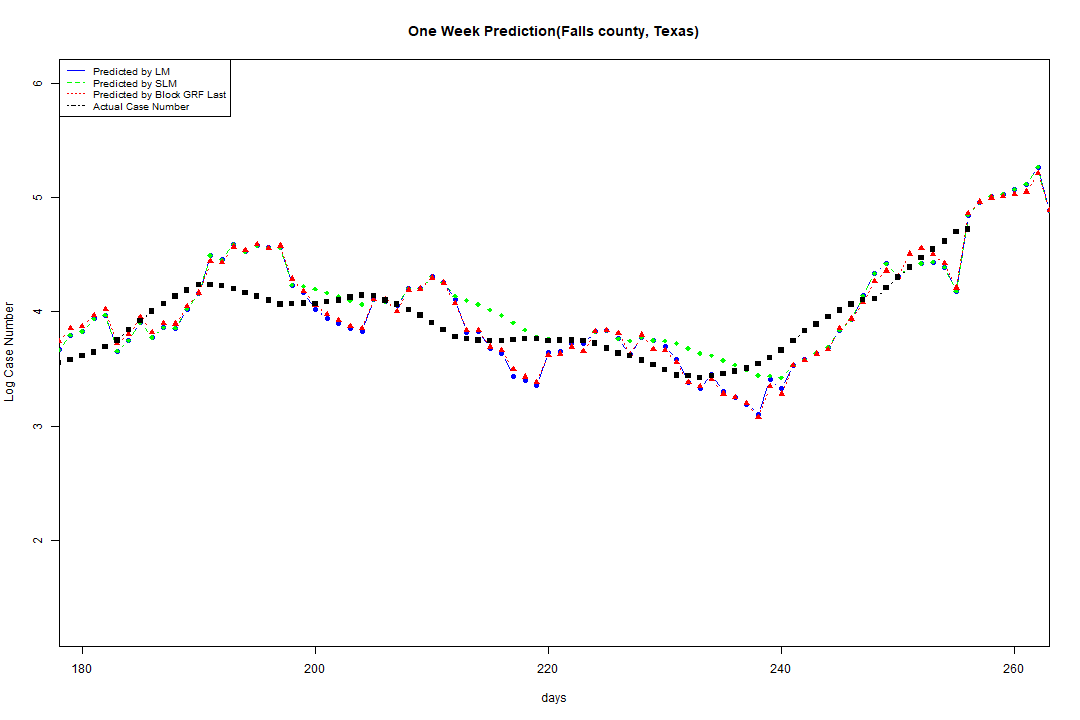 One Week Prediction(Falls county, Texas)
Predicted by LM
Predicted by SLM
Predicted by Block GRF Last
Actual Case Number
6
5
4
3
2
Log Case Number
180 200 220 240 260
days